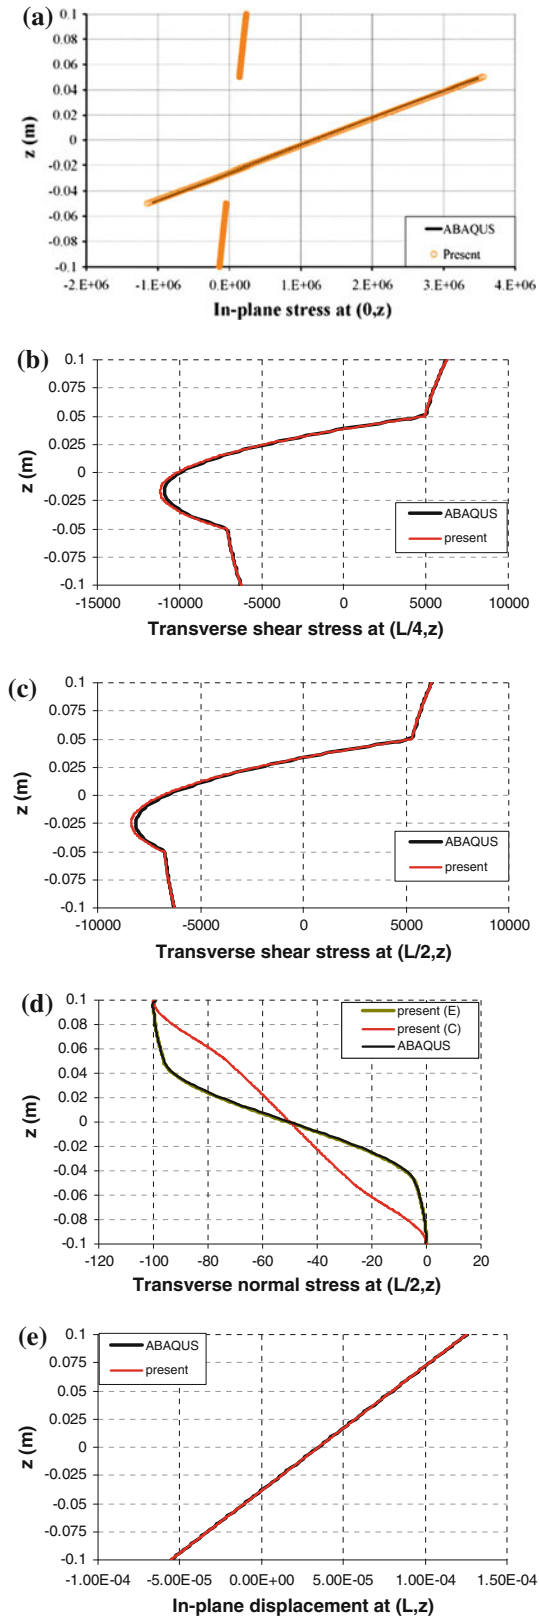 (a)
0.1
0.08
0.06
0.04
0.02
0
-0.02
-0.04
-0.06
-0.08
-0.1
z (m)
ABAQUS
Present
-2.E+06 -1.E+06 0.E+00 1.E+06 2.E+06 3.E+06 4.E+06
In-plane stress at (0,z)
(b)
0.1
0.075
0.05
0.025
0
-0.025
-0.05
-0.075
-0.1
z (m)
ABAQUS
present
-15000 -10000 -5000 0 5000 10000
Transverse shear stress at (L/4,z)
(c)
0.1
0.075
0.05
0.025
0
-0.025
-0.05
-0.075
-0.1
z (m)
ABAQUS
present
-10000 -5000 0 5000 10000
Transverse shear stress at (L/2,z)
(d)
0.1
0.08
0.06
0.04
0.02
0
-0.02
-0.04
-0.06
-0.08
-0.1
z (m)
present (E)
present (C)
ABAQUS
-120 -100 -80 -60 -40 -20 0 20
Transverse normal stress at (L/2,z)
(e)
0.1
0.075
0.05
0.025
0
-0.025
-0.05
-0.075
-0.1
z (m)
ABAQUS
present
-1.00E-04 -5.00E-05 0.00E+00 5.00E-05 1.00E-04 1.50E-04
In-plane displacement at (L,z)